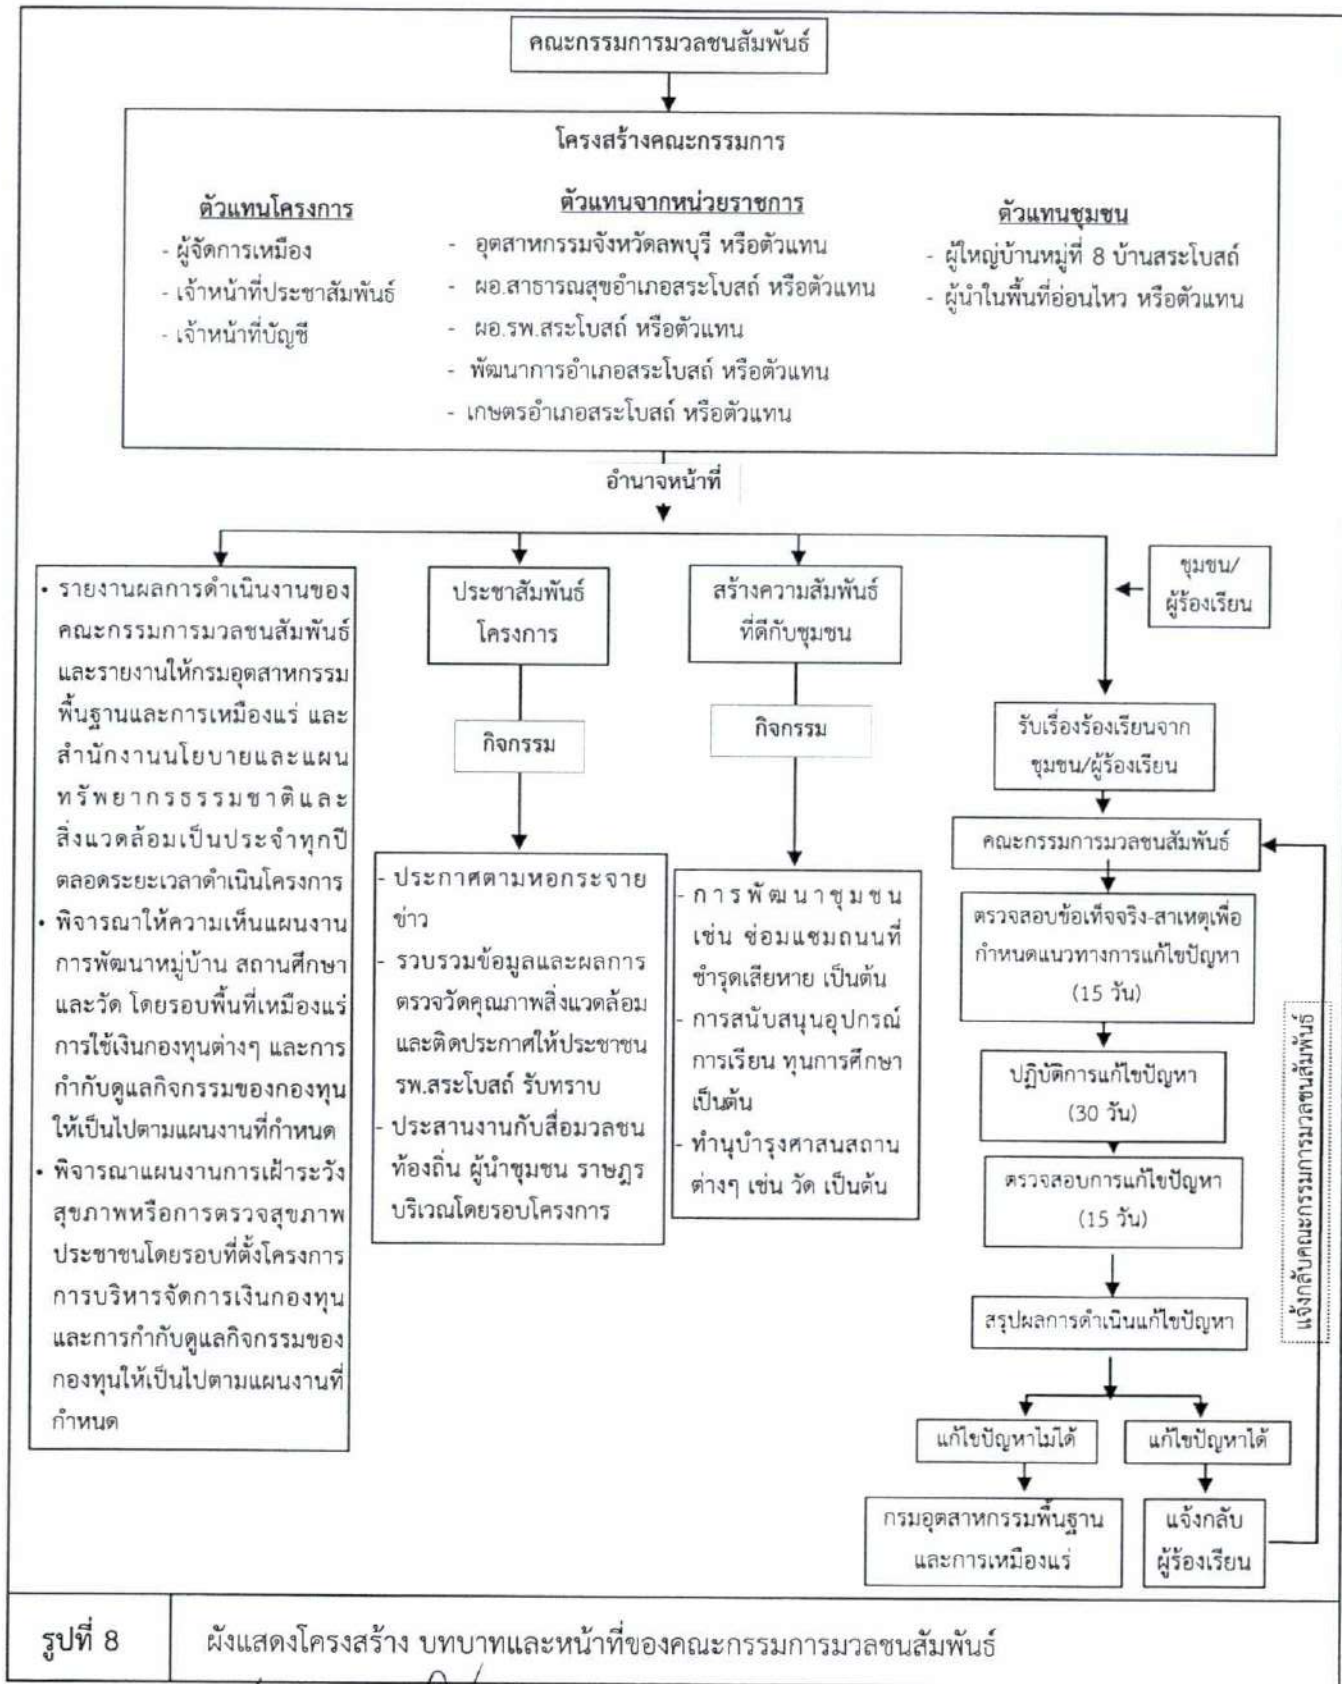 คณะกรรมการมวลชนสัมพันธ์
โครงสร้างคณะกรรมการ
ตัวแทนโครงการ
- ผู้จัดการเหมือง
- เจ้าหน้าที่ประชาสัมพันธ์
- เจ้าหน้าที่บัญชี
ตัวแทนจากหน่วยราชการ
- อุตสาหกรรมจังหวัดลพบุรี หรือตัวแทน
- ผอ.สาธารณสุขอำเภอสระโบสถ์ หรือตัวแทน
- ผอ.รพ.สระโบสถ์ หรือตัวแทน
- พัฒนาการอำเภอสระโบสถ์ หรือตัวแทน
- เกษตรอำเภอสระโบสถ์ หรือตัวแทน
ตัวแทนชุมชน
- ผู้ใหญ่บ้านหมู่ที่ 8 บ้านสระโบสถ์
- ผู้นำในพื้นที่อ่อนไหว หรือตัวแทน
อำนาจหน้าที่
• รายงานผลการดำเนินงานของ
คณะกรรมการมวลชนสัมพันธ์
และรายงานให้กรมอุตสาหกรรม
พื้นฐานและการเหมืองแร่ และ
สำนักงานนโยบายและแผน
ทรัพยากรธรรมชาติและ
สิ่งแวดล้อมเป็นประจำทุกปี
ตลอดระยะเวลาดำเนินโครงการ
• พิจารณาให้ความเห็นแผนงาน
การพัฒนาหมู่บ้าน สถานศึกษา
และวัด โดยรอบพื้นที่เหมืองแร่
การใช้เงินกองทุนต่างๆ และการ
กำกับดูแลกิจกรรมของกองทุน
ให้เป็นไปตามแผนงานที่กำหนด
• พิจารณาแผนงานการเฝ้าระวัง
สุขภาพหรือการตรวจสุขภาพ
ประชาชนโดยรอบที่ตั้งโครงการ
การบริหารจัดการเงินกองทุน
และการกำกับดูแลกิจกรรมของ
กองทุนให้เป็นไปตามแผนงานที่
กำหนด
ประชาสัมพันธ์
โครงการ
กิจกรรม
- ประกาศตามหอกระจาย
ข่าว
- รวบรวมข้อมูลและผลการ
ตรวจวัดคุณภาพสิ่งแวดล้อม
และติดประกาศให้ประชาชน
รพ.สระโบสถ์ รับทราบ
- ประสานงานกับสื่อมวลชน
ท้องถิ่น ผู้นำชุมชน ราษฎร
บริเวณโดยรอบโครงการ
สร้างความสัมพันธ์
ที่ดีกับชุมชน
กิจกรรม
- การพัฒนาชุมชน
เช่น ซ่อมแซมถนนที่
ชำรุดเสียหาย เป็นต้น
- การสนับสนุนอุปกรณ์
การเรียน ทุนการศึกษา
เป็นต้น
- ทำนุบำรุงศาสนสถาน
ต่างๆ เช่น วัด เป็นต้น
ชุมชน/
ผู้ร้องเรียน
รับเรื่องร้องเรียนจาก
ชุมชน/ผู้ร้องเรียน
คณะกรรมการมวลชนสัมพันธ์
ตรวจสอบข้อเท็จจริง-สาเหตุเพื่อ
กำหนดแนวทางการแก้ไขปัญหา
(15 วัน)
ปฏิบัติการแก้ไขปัญหา
(30 วัน)
ตรวจสอบการแก้ไขปัญหา
(15 วัน)
สรุปผลการดำเนินแก้ไขปัญหา
แก้ไขปัญหาไม่ได้
แก้ไขปัญหาได้
กรมอุตสาหกรรมพื้นฐาน
และการเหมืองแร่
แจ้งกลับ
ผู้ร้องเรียน
แจ้งกลับคณะกรรมการมวลชนสัมพันธ์
รูปที่ 8
ผังแสดงโครงสร้าง บทบาทและหน้าที่ของคณะกรรมการมวลชนสัมพันธ์